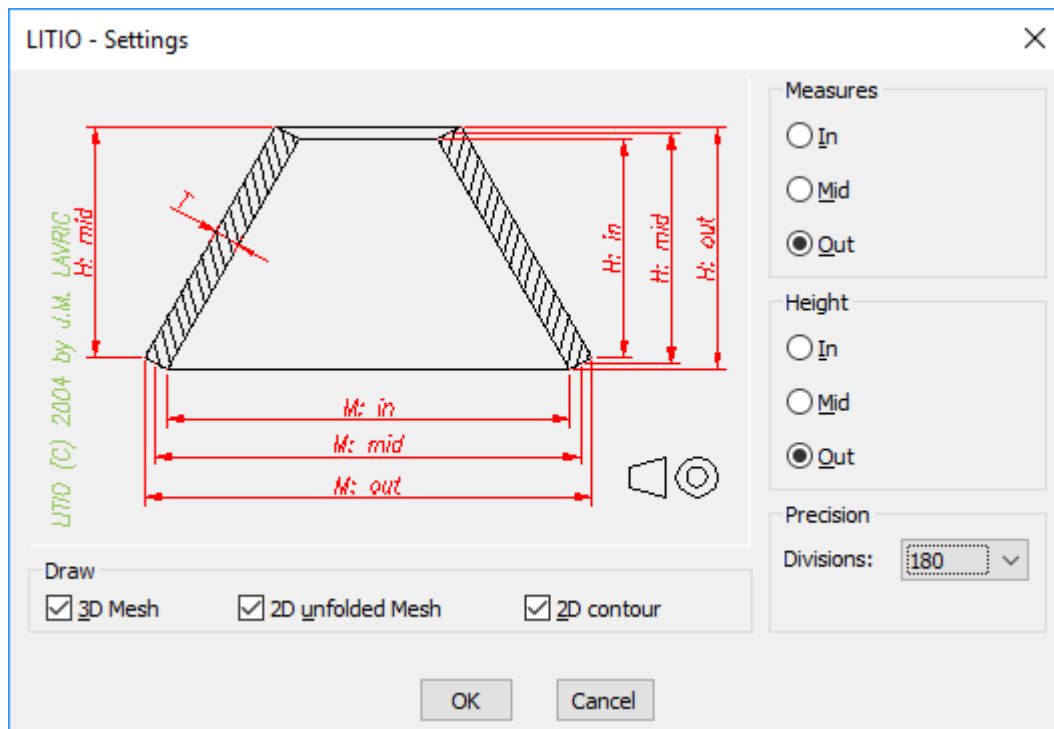 LITIO - Settings
LITIO (C) 2004 by J.M. LAVRIC
H: mid
T
H: in
H: mid
H: out
M: in
M: mid
M: out
Measures
In
Mid
Out
Height
In
Mid
Out
Precision
Divisions: 180
Draw
3D Mesh 2D unfolded Mesh 2D contour
OK Cancel